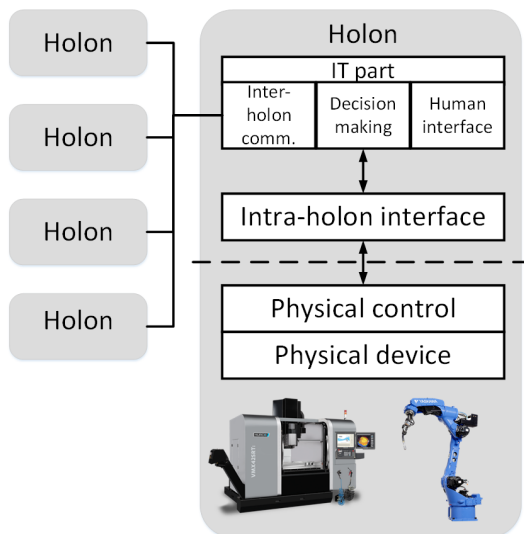 Holon
Holon
Holon
Holon
Holon
IT part
Inter-
holon
comm.
Decision
making
Human
interface
Intra-holon interface
Physical control
Physical device